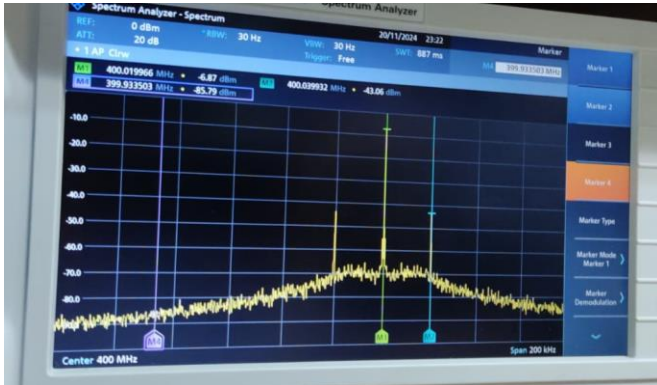 Spectrum Analyzer
Spectrum Analyzer - Spectrum
20/11/2024 23:22
REF: 0 dBm *RBW: 30 Hz VBW: 30 Hz SWT: 887 ms Marker
ATT: 20 dB Trigger: Free M4 399.933503 MHz
1 AP Clrw
M1 400.019966 MHz -6.87 dBm M2 400.039932 MHz -43.06 dBm
M4 399.933503 MHz -85.79 dBm
-10.0
-20.0
-30.0
-40.0
-50.0
-60.0
-70.0
-80.0
M4 M1 M2
Center 400 MHz Span 200 kHz
Marker 1
Marker 2
Marker 3
Marker 4
Marker Type
Marker Mode
Marker 1
Marker
Demodulation